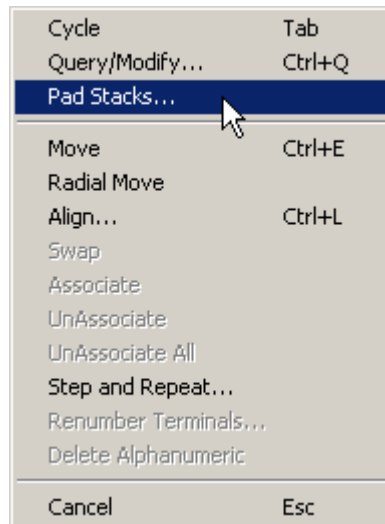 Cycle Tab
Query/Modify... Ctrl+Q
Pad Stacks...
Move Ctrl+E
Radial Move
Align... Ctrl+L
Swap
Associate
UnAssociate
UnAssociate All
Step and Repeat...
Renumber Terminals...
Delete Alphanumeric
Cancel Esc